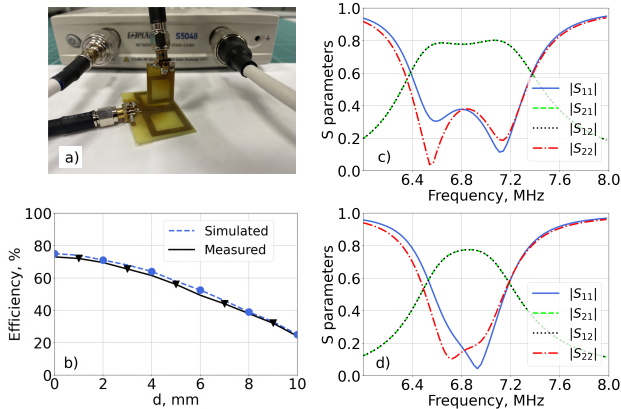 S5048
a)
S parameters
1.0
0.8
0.6
0.4
0.2
0.0
6.4 6.8 7.2 7.6 8.0
Frequency, MHz
c)
|S11|
|S21|
|S12|
|S22|
Efficiency, %
100
80
60
40
20
0
0 2 4 6 8 10
d, mm
b)
Simulated
Measured
S parameters
1.0
0.8
0.6
0.4
0.2
0.0
6.4 6.8 7.2 7.6 8.0
Frequency, MHz
d)
|S11|
|S21|
|S12|
|S22|